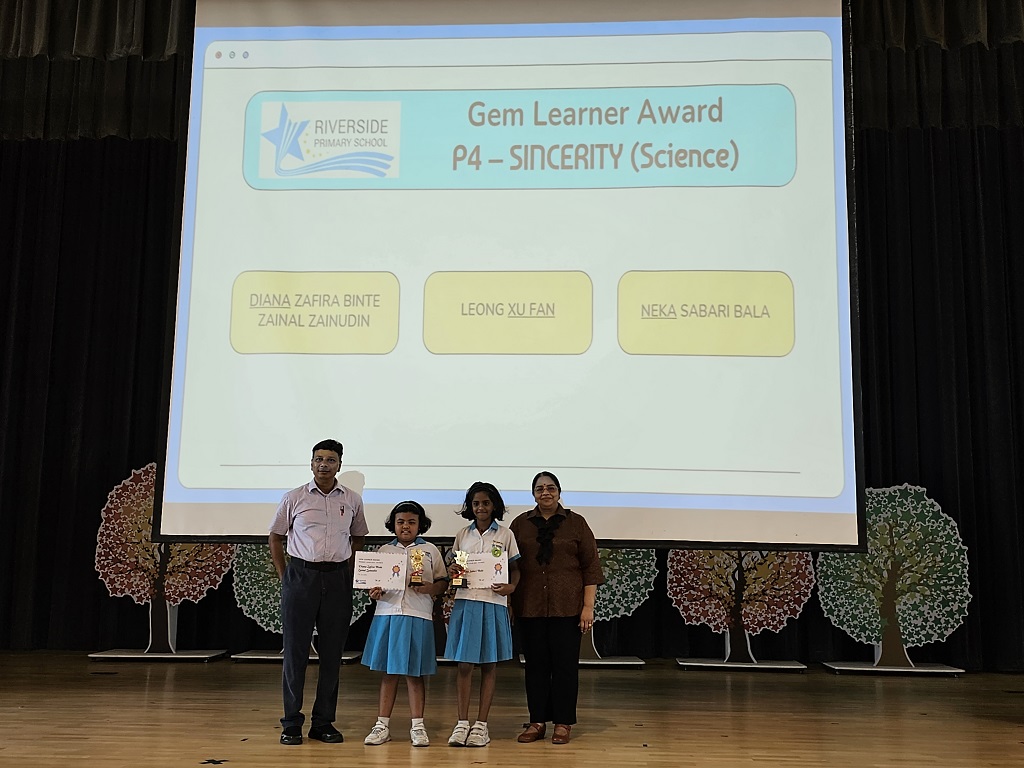 RIVERSIDE
PRIMARY SCHOOL
Gem Learner Award
P4 – SINCERITY (Science)
DIANA ZAFIRA BINTE
ZAINAL ZAINUDIN
LEONG XU FAN
NEKA SABARI BALA